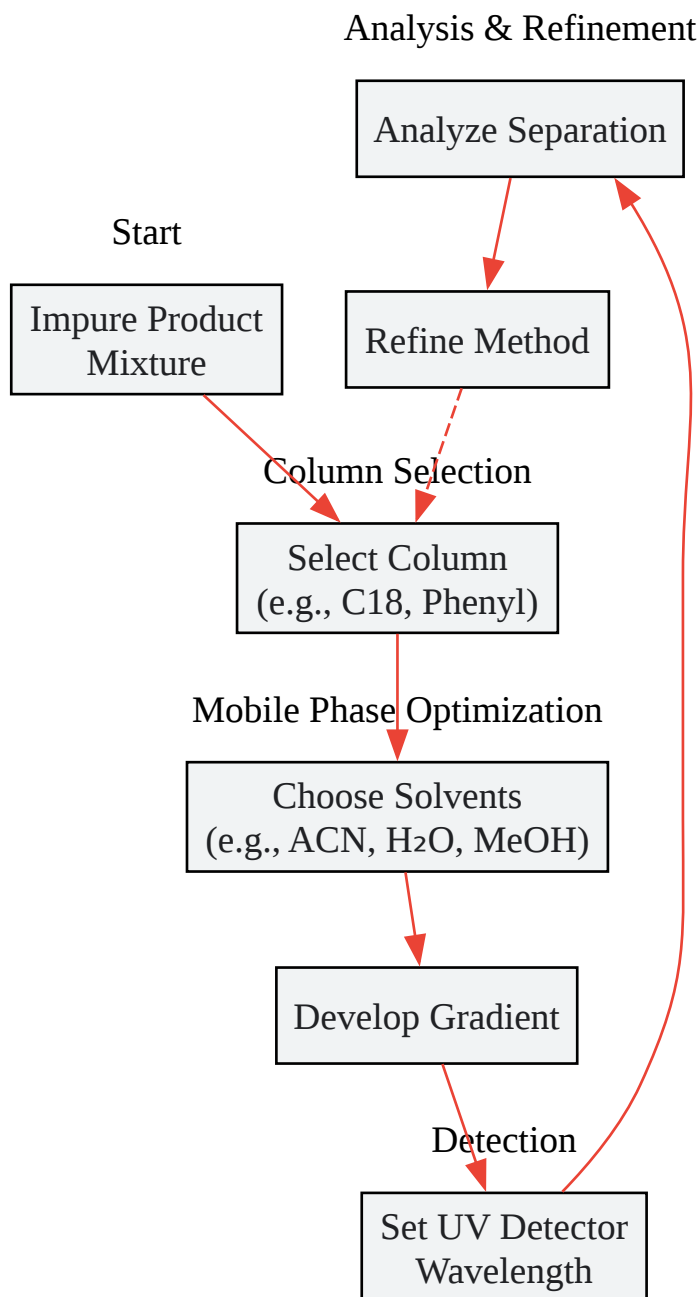 Analysis & Refinement
Analyze Separation
Start
Impure Product
Mixture
Refine Method
Column Selection
Select Column
(e.g., C18, Phenyl)
Mobile Phase Optimization
Choose Solvents
(e.g., ACN, H₂O, MeOH)
Develop Gradient
Detection
Set UV Detector
Wavelength